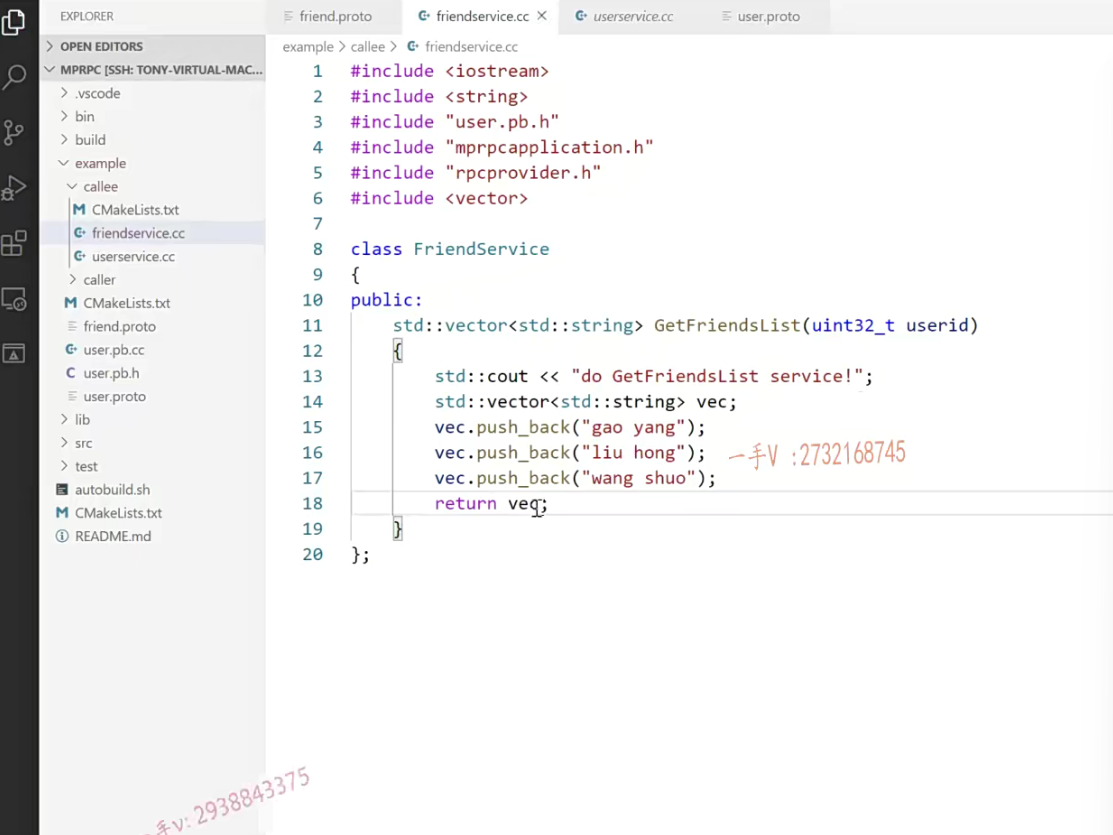 EXPLORER
friend.proto
friendservice.cc
userservice.cc
user.proto
OPEN EDITORS
MPRPC [SSH: TONY-VIRTUAL-MAC...
.vscode
bin
build
example
callee
CMakeLists.txt
friendservice.cc
userservice.cc
caller
CMakeLists.txt
friend.proto
user.pb.cc
user.pb.h
user.proto
lib
src
test
autobuild.sh
CMakeLists.txt
README.md
example > callee > friendservice.cc
1 #include <iostream>
2 #include <string>
3 #include "user.pb.h"
4 #include "mprpcapplication.h"
5 #include "rpcprovider.h"
6 #include <vector>
7
8 class FriendService
9 {
10 public:
11 std::vector<std::string> GetFriendsList(uint32_t userid)
12 {
13 std::cout << "do GetFriendsList service!";
14 std::vector<std::string> vec;
15 vec.push_back("gao yang");
16 vec.push_back("liu hong");
17 vec.push_back("wang shuo");
18 return vec;
19 }
20 };
一手V :2732168745
手v: 2938843375